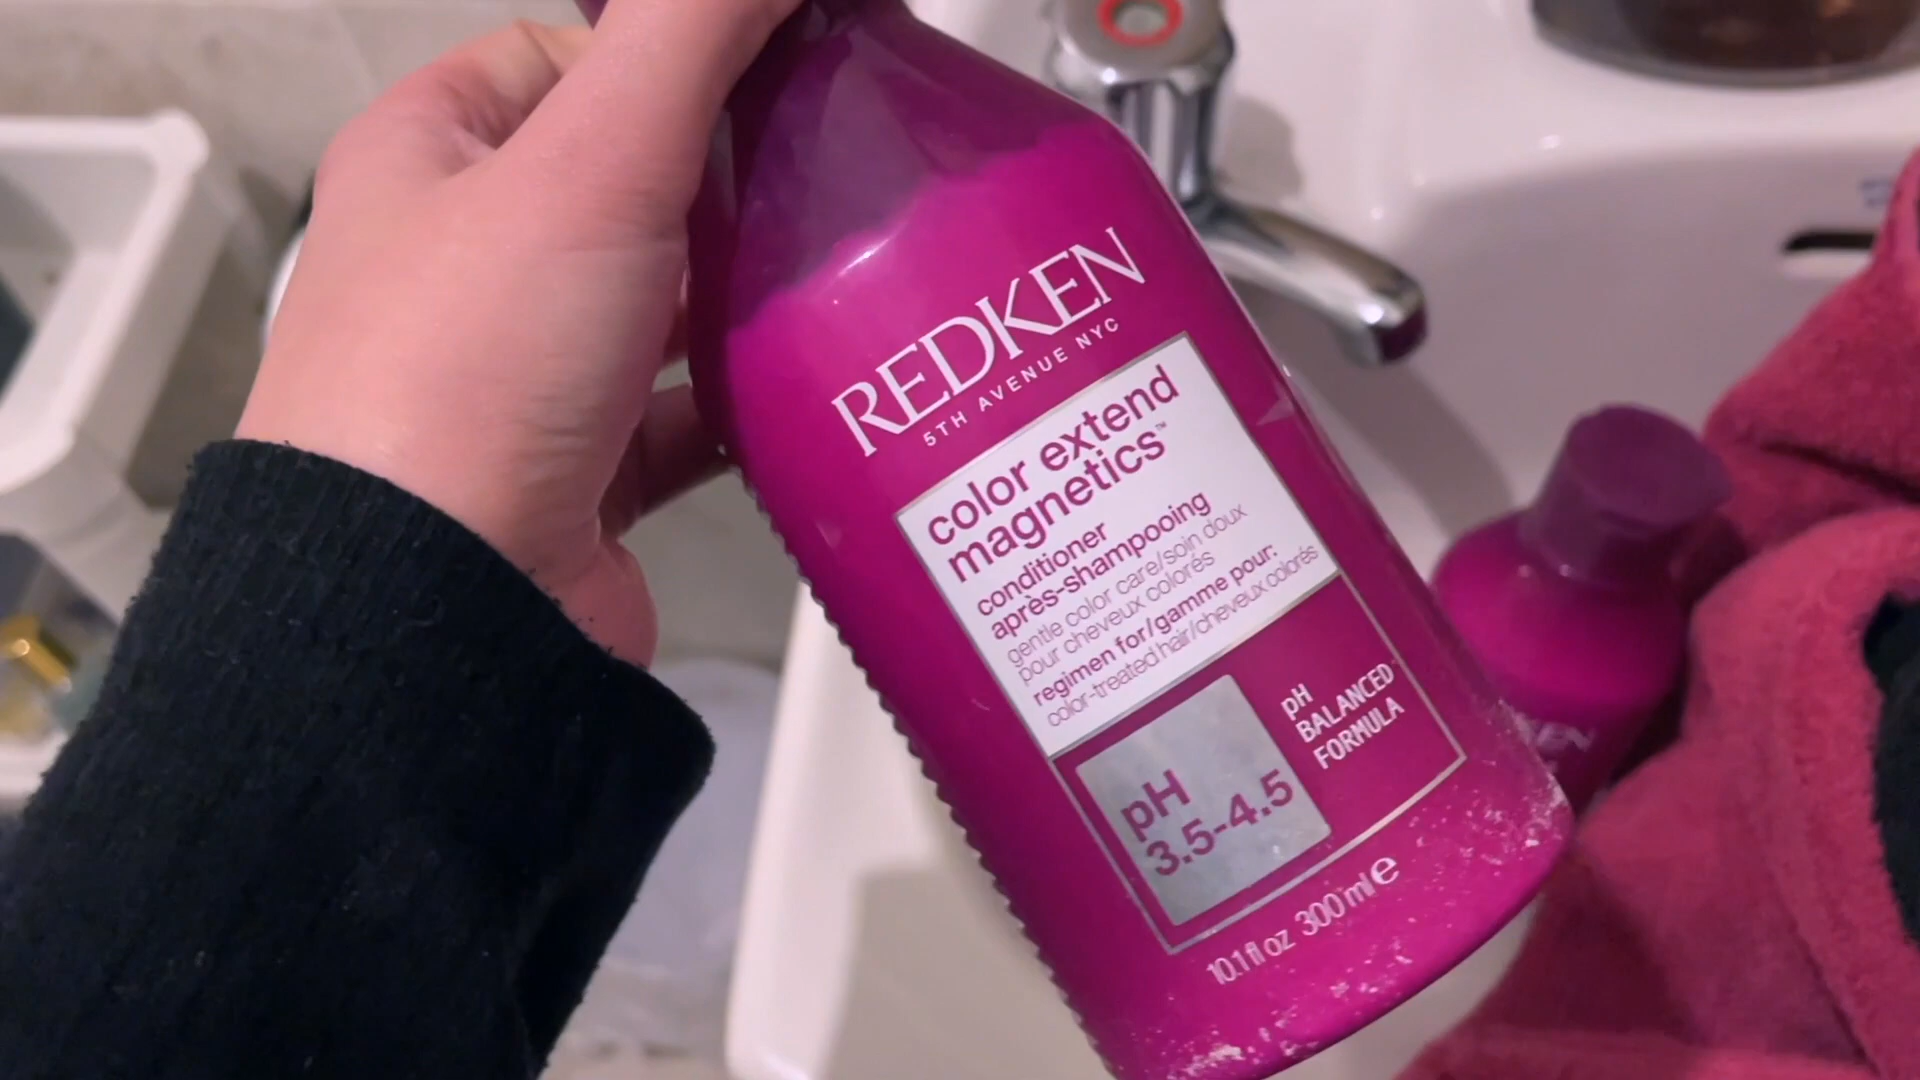 REDKEN
5TH AVENUE NYC
color extend
magnetics™
conditioner
après-shampooing
gentle color care/soin doux
pour cheveux colorés
regimen for/gamme pour:
color-treated hair/cheveux colorés
pH
3.5-4.5
pH
BALANCED
FORMULA
10.1 fl oz 300 ml e